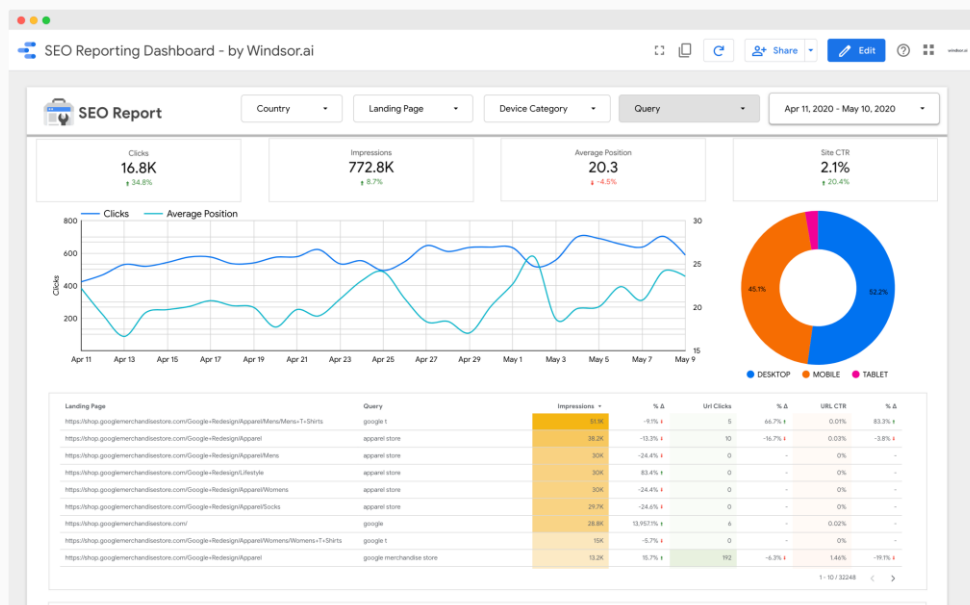 SEO Reporting Dashboard - by Windsor.ai
Share
Edit
windsor.ai
SEO Report
Country
Landing Page
Device Category
Query
Apr 11, 2020 - May 10, 2020
Clicks
16.8K
34.8%
Impressions
772.8K
8.7%
Average Position
20.3
-4.5%
Site CTR
2.1%
20.4%
Clicks Average Position
800
600
400
200
Clicks
30
25
20
15
Apr 11 Apr 13 Apr 15 Apr 17 Apr 19 Apr 21 Apr 23 Apr 25 Apr 27 Apr 29 May 1 May 3 May 5 May 7 May 9
45.1%
52.2%
DESKTOP MOBILE TABLET
Landing Page Query Impressions % Δ Url Clicks % Δ URL CTR % Δ
https://shop.googlemerchandisestore.com/Google+Redesign/Apparel/Mens/Mens+T+Shirts google t 51.1K -9.1% 5 66.7% 0.01% 83.3%
https://shop.googlemerchandisestore.com/Google+Redesign/Apparel apparel store 38.2K -13.3% 10 -16.7% 0.03% -3.8%
https://shop.googlemerchandisestore.com/Google+Redesign/Apparel/Mens apparel store 30K -24.4% 0 - 0% -
https://shop.googlemerchandisestore.com/Google+Redesign/Lifestyle apparel store 30K 83.4% 0 - 0% -
https://shop.googlemerchandisestore.com/Google+Redesign/Apparel/Womens apparel store 30K -24.4% 0 - 0% -
https://shop.googlemerchandisestore.com/Google+Redesign/Apparel/Socks apparel store 29.7K -24.6% 0 - 0% -
https://shop.googlemerchandisestore.com/ google 28.8K 13,957.1% 6 - 0.02% -
https://shop.googlemerchandisestore.com/Google+Redesign/Apparel/Womens/Womens+T+Shirts google t 15K -5.7% 0 - 0% -
https://shop.googlemerchandisestore.com/Google+Redesign/Apparel google merchandise store 13.2K 15.7% 192 -6.3% 1.46% -19.1%
1 - 10 / 32248